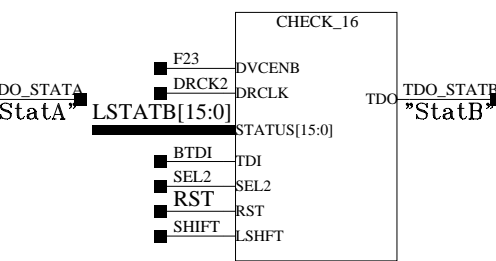 CHECK_16
F23
DVCENB
DRCK2
DRCLK
DO_STATA
StatA"
LSTATB[15:0]
STATUS[15:0]
TDO
TDO_STATB
"StatB"
BTDI
TDI
SEL2
SEL2
RST
RST
SHIFT
LSHFT